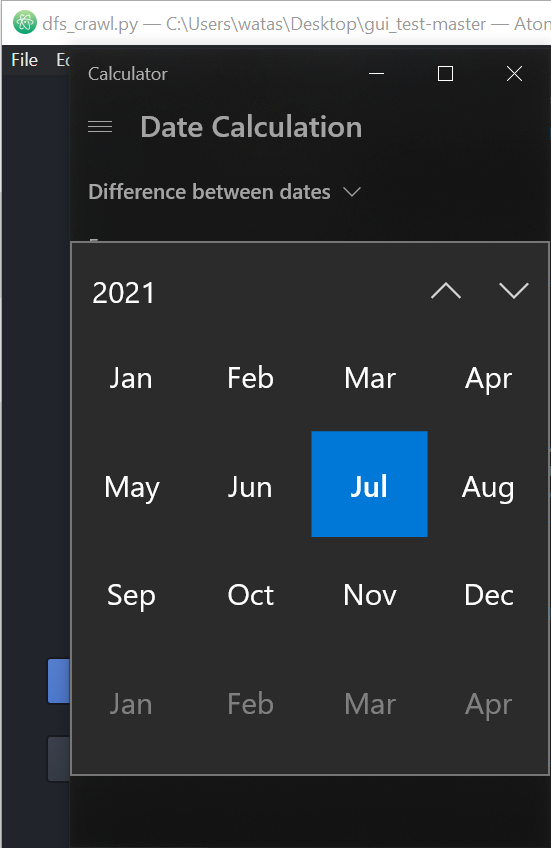 dfs_crawl.py — C:\Users\watas\Desktop\gui_test-master — Atom
File
Calculator
Date Calculation
Difference between dates
2021
Jan Feb Mar Apr
May Jun Jul Aug
Sep Oct Nov Dec
Jan Feb Mar Apr